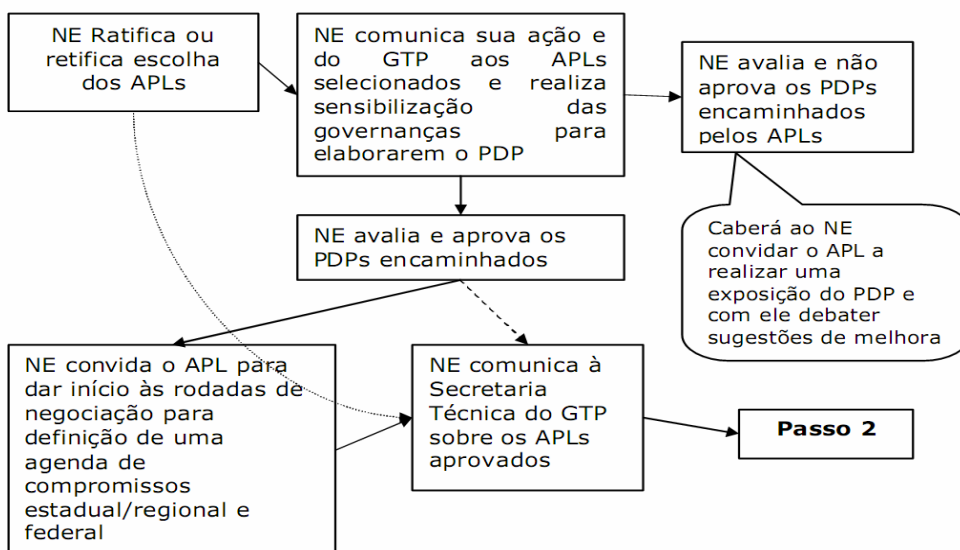 NE Ratifica ou
retifica escolha
dos APLs
NE comunica sua ação e
do GTP aos APLs
selecionados e realiza
sensibilização das
governanças para
elaborarem o PDP
NE avalia e não
aprova os PDPs
encaminhados
pelos APLs
Caberá ao NE
convidar o APL a
realizar uma
exposição do PDP e
com ele debater
sugestões de melhora
NE avalia e aprova os
PDPs encaminhados
NE convida o APL para
dar início às rodadas de
negociação para
definição de uma
agenda de
compromissos
estadual/regional e
federal
NE comunica à
Secretaria
Técnica do GTP
sobre os APLs
aprovados
Passo 2